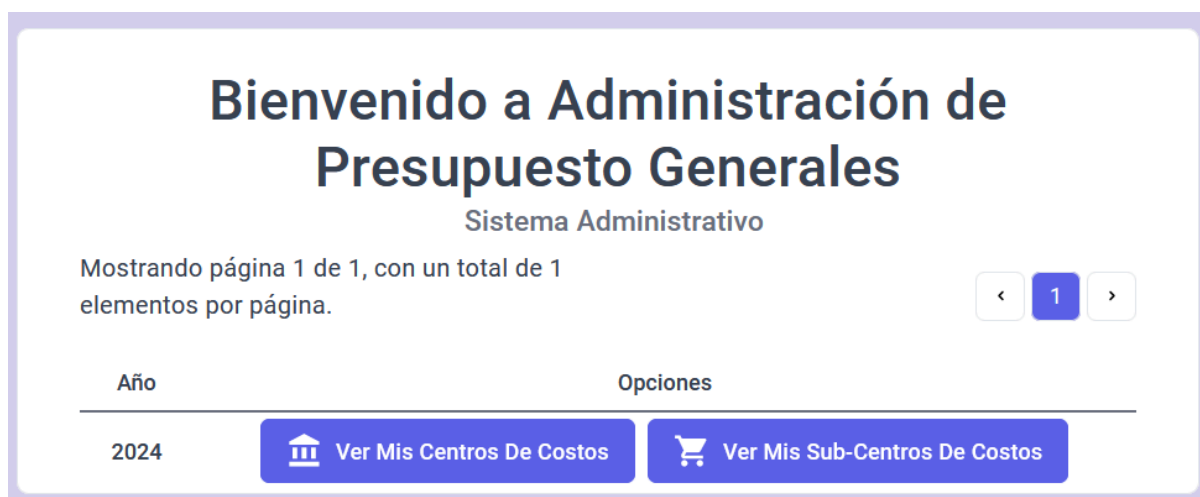 Bienvenido a Administración de
Presupuesto Generales
Sistema Administrativo
Mostrando página 1 de 1, con un total de 1
elementos por página.
‹ 1 ›
Año Opciones
2024 Ver Mis Centros De Costos Ver Mis Sub-Centros De Costos